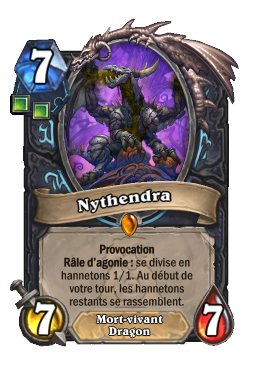 7
Nythendra
Provocation
Râle d'agonie : se divise en
hannetons 1/1. Au début de
votre tour, les hannetons
restants se rassemblent.
7
Mort-vivant
Dragon
7